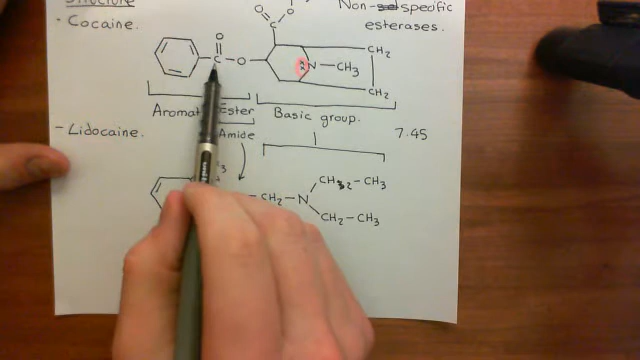 Structure
- Cocaine.
Non-specific
esterases.
O
C
O
O
C - O
N - CH3
CH2
CH2
Ester
Basic group.
- Lidocaine.
Amide
7.45
3
CH2 - N
CH2 - CH3
CH2 - CH3